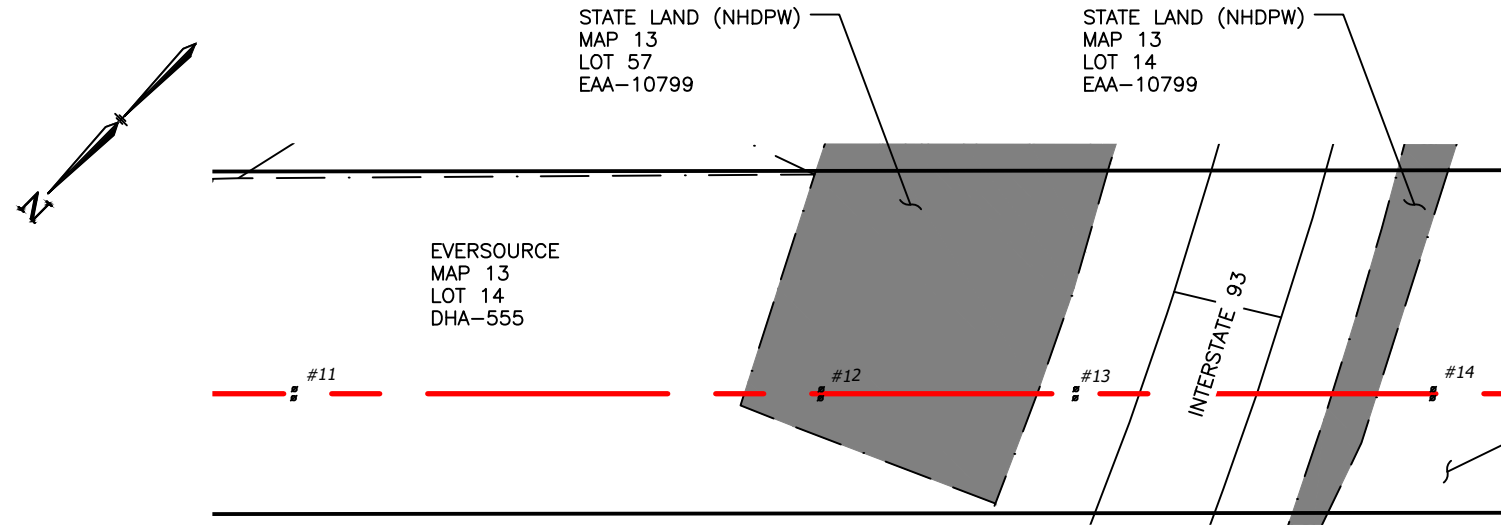 STATE LAND (NHDPW)
MAP 13
LOT 57
EAA-10799
STATE LAND (NHDPW)
MAP 13
LOT 14
EAA-10799
N
EVERSOURCE
MAP 13
LOT 14
DHA-555
INTERSTATE 93
#11
#12
#13
#14